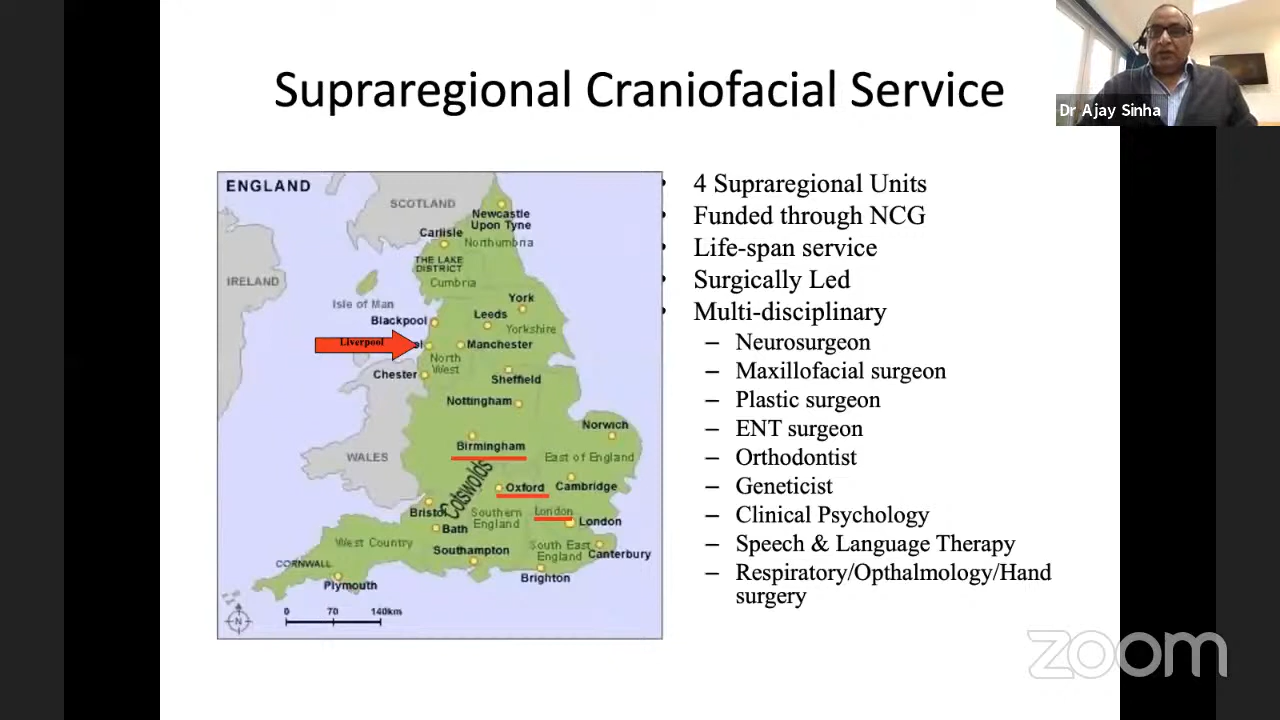 Supraregional Craniofacial Service
Dr Ajay Sinha
ENGLAND
SCOTLAND
Newcastle
Upon Tyne
Carlisle
Northumbria
THE LAKE
DISTRICT
Cumbria
IRELAND
Isle of Man
York
Leeds
Blackpool
Yorkshire
Liverpool
el
Manchester
North
West
Chester
Sheffield
Nottingham
Norwich
Birmingham
WALES
East of England
Cotswolds
Oxford
Cambridge
Bristol
Southern
England
London
London
Bath
West Country
Southampton
South East
England
Canterbury
CORNWALL
Brighton
Plymouth
0 70 140km
N
• 4 Supraregional Units
• Funded through NCG
• Life-span service
• Surgically Led
• Multi-disciplinary
– Neurosurgeon
– Maxillofacial surgeon
– Plastic surgeon
– ENT surgeon
– Orthodontist
– Geneticist
– Clinical Psychology
– Speech & Language Therapy
– Respiratory/Opthalmology/Hand
surgery
zoom